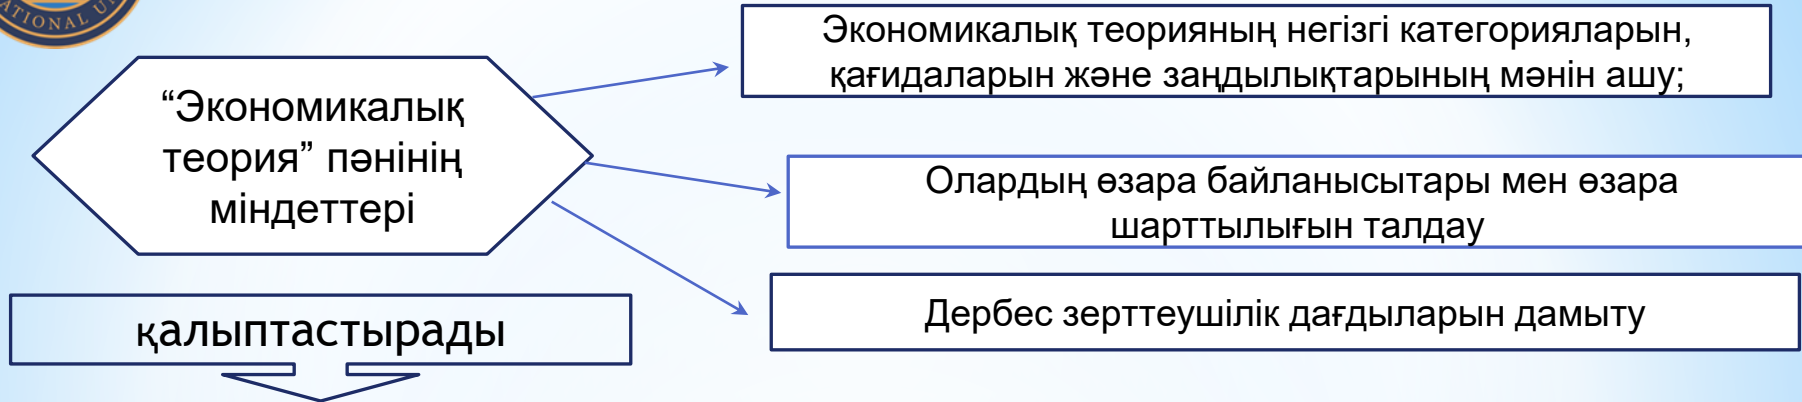 TIONAL U
“Экономикалық
теория” пәнінің
міндеттері
Экономикалық теорияның негізгі категорияларын,
қағидаларын және заңдылықтарының мәнін ашу;
Олардың өзара байланысытары мен өзара
шарттылығын талдау
Дербес зерттеушілік дағдыларын дамыту
қалыптастырады